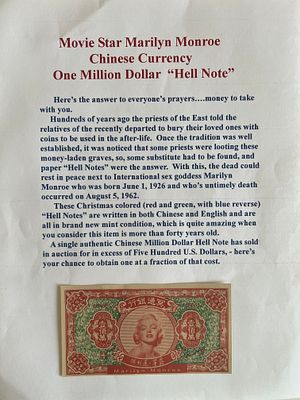 Movie Star Marilyn Monroe
Chinese Currency
One Million Dollar "Hell Note"
Here's the answer to everyone's prayers....money to take
with you.
Hundreds of years ago the priests of the East told the
relatives of the recently departed to bury their loved ones with
coins to be used in the after-life. Once the tradition was well
established, it was noticed that some priests were looting these
money-laden graves, so, some substitute had to be found, and
paper "Hell Notes" were the answer. With this, the dead could
rest in peace next to International sex goddess Marilyn
Monroe who was born June 1, 1926 and who's untimely death
occurred on August 5, 1962.
These Christmas colored (red and green, with blue reverse)
"Hell Notes" are written in both Chinese and English and are
all in brand new mint condition, which is quite amazing when
you consider this item is more than forty years old.
A single authentic Chinese Million Dollar Hell Note has sold
in auction for in excess of Five Hundred U.S. Dollars, - here's
your chance to obtain one at a fraction of that cost.
行銀通冥
Marilyn Monroe